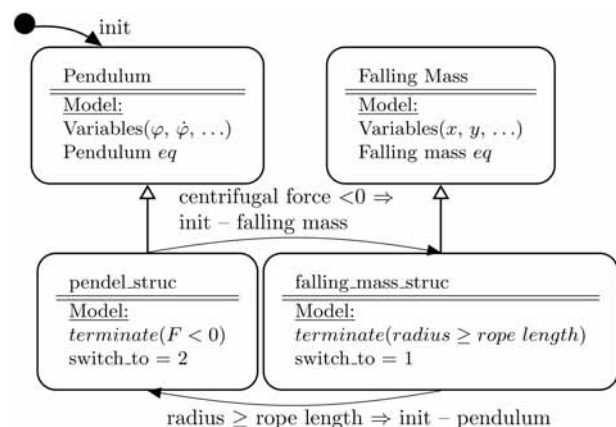 init
Pendulum
Model:
Variables(φ, φ̇, ...)
Pendulum eq
Falling Mass
Model:
Variables(x, y, ...)
Falling mass eq
centrifugal force <0 ⇒
init – falling mass
pendel_struc
Model:
terminate(F < 0)
switch_to = 2
falling_mass_struc
Model:
terminate(radius ≥ rope length)
switch_to = 1
radius ≥ rope length ⇒ init – pendulum